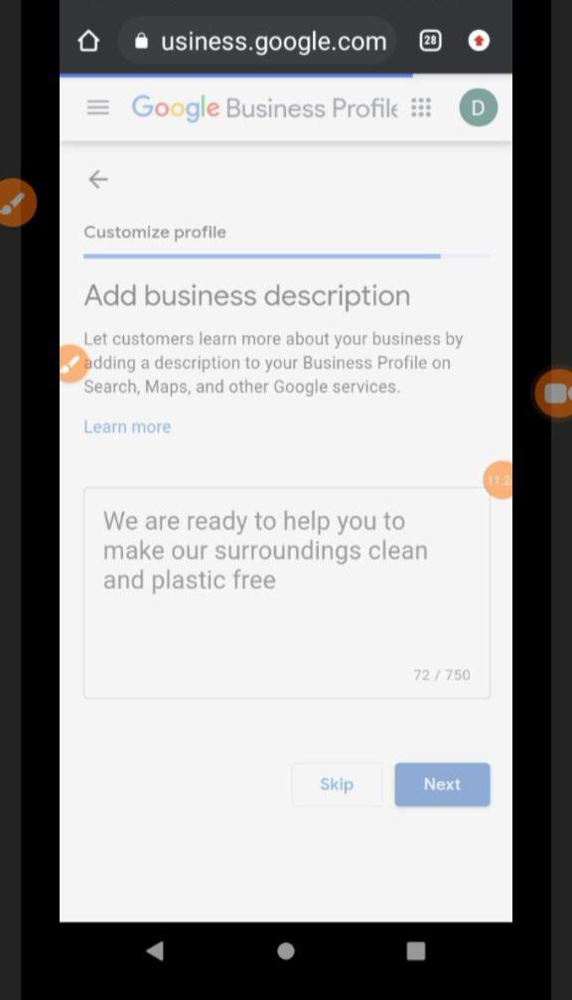 usiness.google.com 28
Google Business Profile D
Customize profile
Add business description
Let customers learn more about your business by
adding a description to your Business Profile on
Search, Maps, and other Google services.
Learn more
11:2
We are ready to help you to
make our surroundings clean
and plastic free
72 / 750
Skip Next